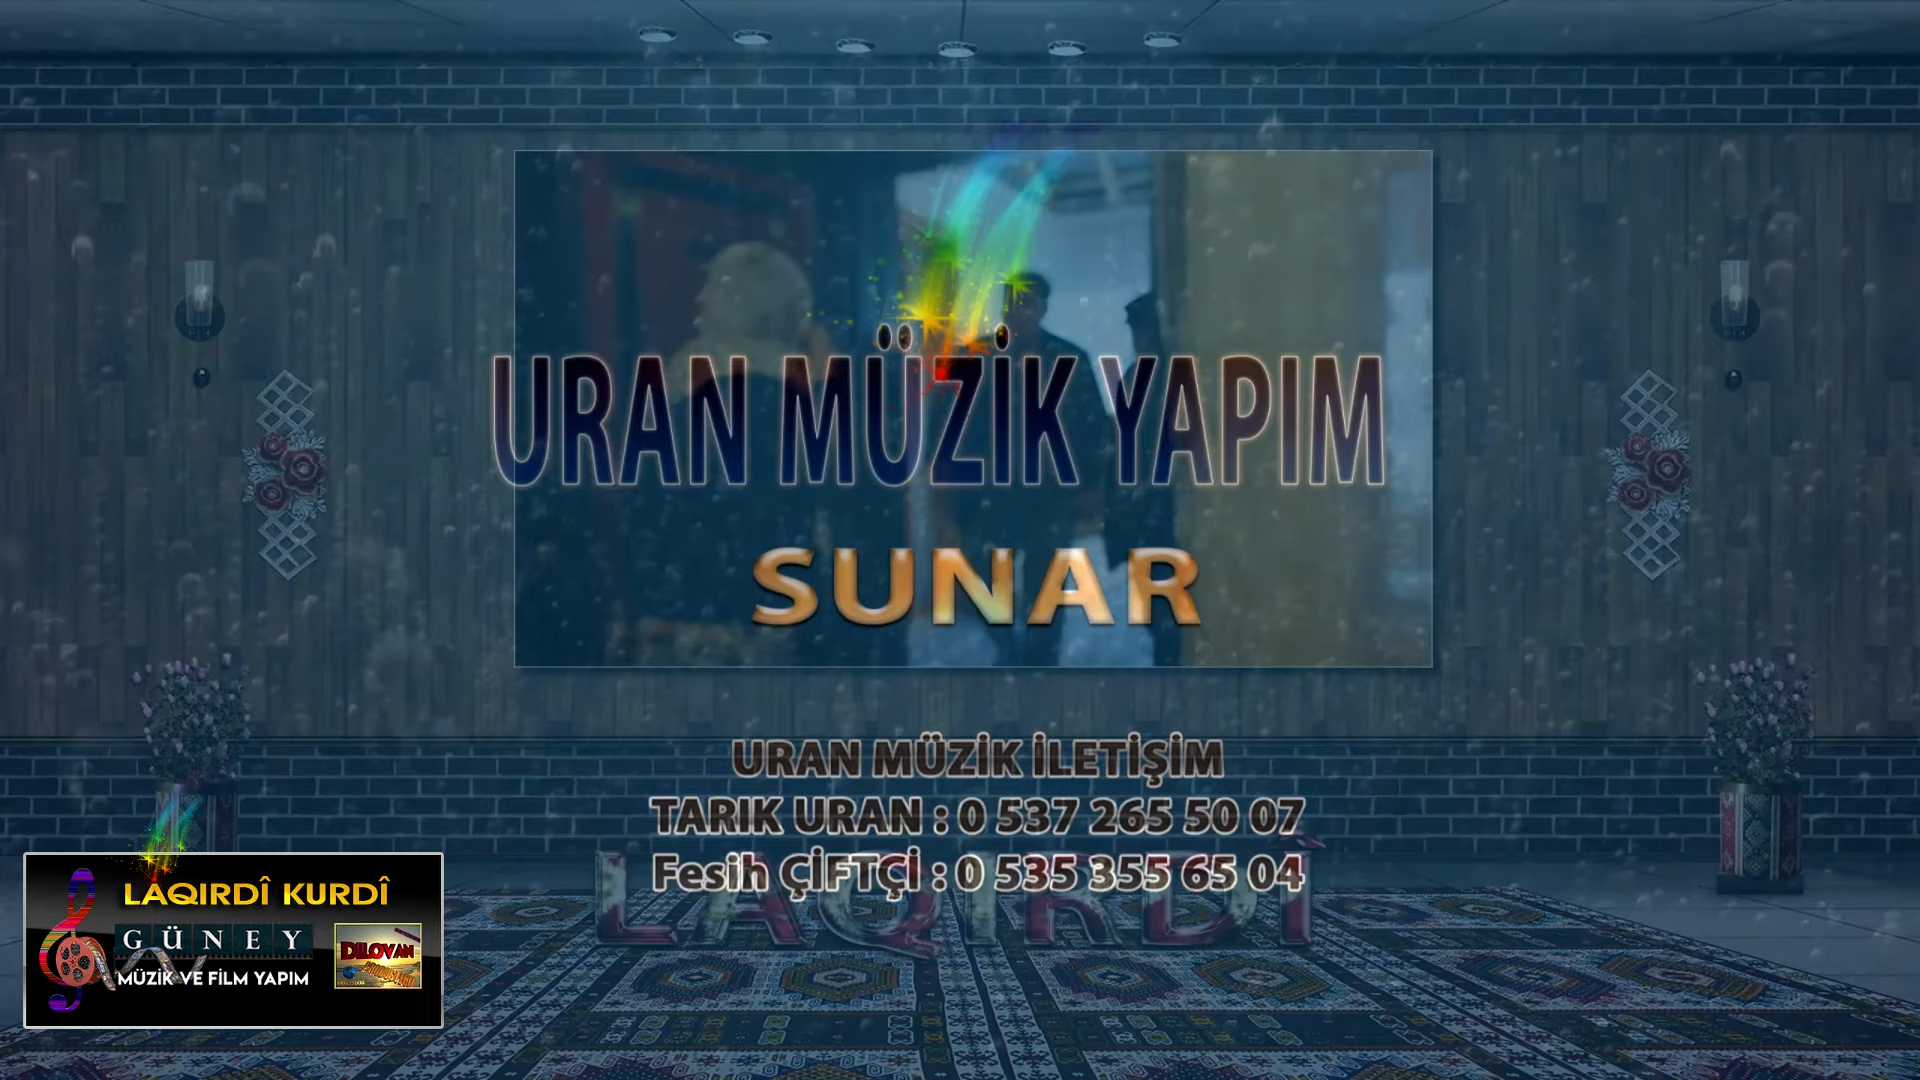 URAN MÜZİK YAPIM
SUNAR
URAN MÜZİK İLETİŞİM
TARIK URAN : 0 537 265 50 07
Fesih ÇİFTÇİ : 0 535 355 65 04
LAQIRDÎ
LAQIRDÎ KURDÎ
GÜNEY
MÜZİK VE FİLM YAPIM
DILOVAN